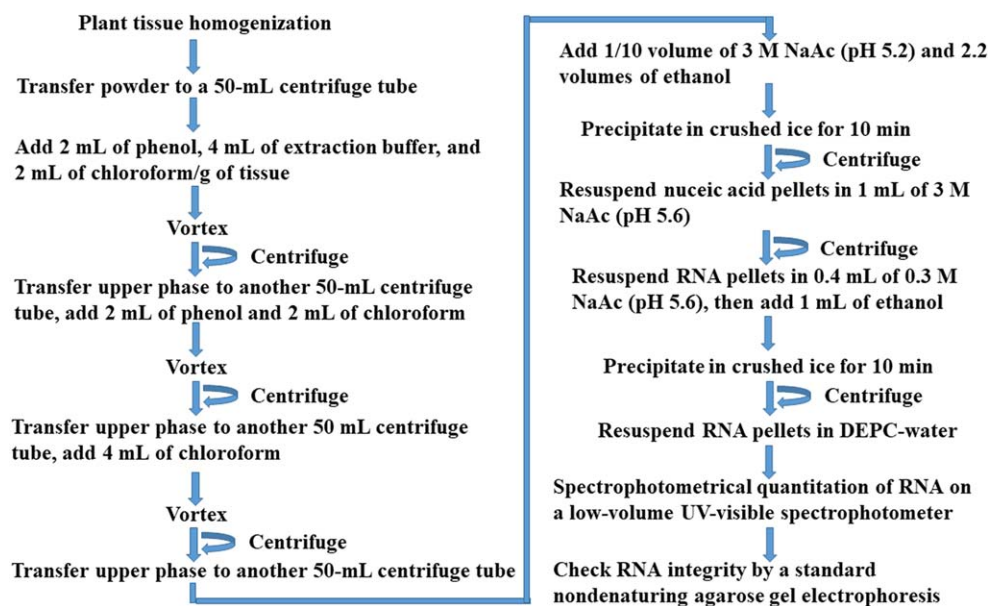 Plant tissue homogenization
Transfer powder to a 50-mL centrifuge tube
Add 2 mL of phenol, 4 mL of extraction buffer, and
2 mL of chloroform/g of tissue
Vortex
Centrifuge
Transfer upper phase to another 50-mL centrifuge
tube, add 2 mL of phenol and 2 mL of chloroform
Vortex
Centrifuge
Transfer upper phase to another 50 mL centrifuge
tube, add 4 mL of chloroform
Vortex
Centrifuge
Transfer upper phase to another 50-mL centrifuge tube
Add 1/10 volume of 3 M NaAc (pH 5.2) and 2.2
volumes of ethanol
Precipitate in crushed ice for 10 min
Centrifuge
Resuspend nuceic acid pellets in 1 mL of 3 M
NaAc (pH 5.6)
Centrifuge
Resuspend RNA pellets in 0.4 mL of 0.3 M
NaAc (pH 5.6), then add 1 mL of ethanol
Precipitate in crushed ice for 10 min
Centrifuge
Resuspend RNA pellets in DEPC-water
Spectrophotometrical quantitation of RNA on
a low-volume UV-visible spectrophotometer
Check RNA integrity by a standard
nondenaturing agarose gel electrophoresis